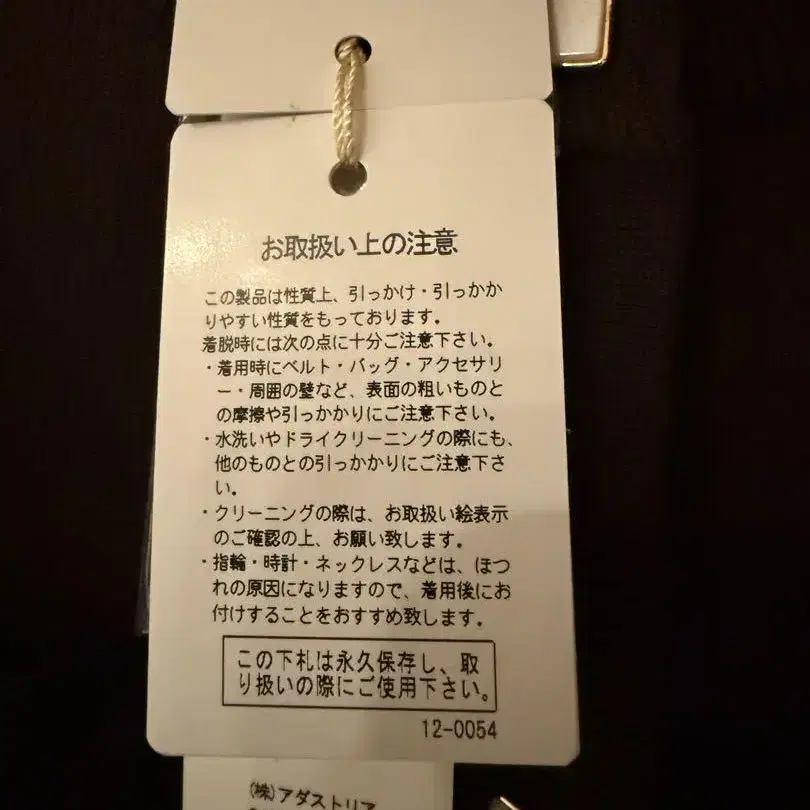 お取扱い上の注意
この製品は性質上、引っかけ・引っかか
りやすい性質をもっております。
着脱時には次の点に十分ご注意下さい。
・着用時にベルト・バッグ・アクセサリ
ー・周囲の壁など、表面の粗いものと
の摩擦や引っかかりにご注意下さい。
・水洗いやドライクリーニングの際にも、
他のものとの引っかかりにご注意下さ
い。
・クリーニングの際は、お取扱い絵表示
のご確認の上、お願い致します。
・指輪・時計・ネックレスなどは、ほつ
れの原因になりますので、着用後にお
付けすることをおすすめ致します。
この下札は永久保存し、取
り扱いの際にご使用下さい。
12-0054
(株)アダストリア